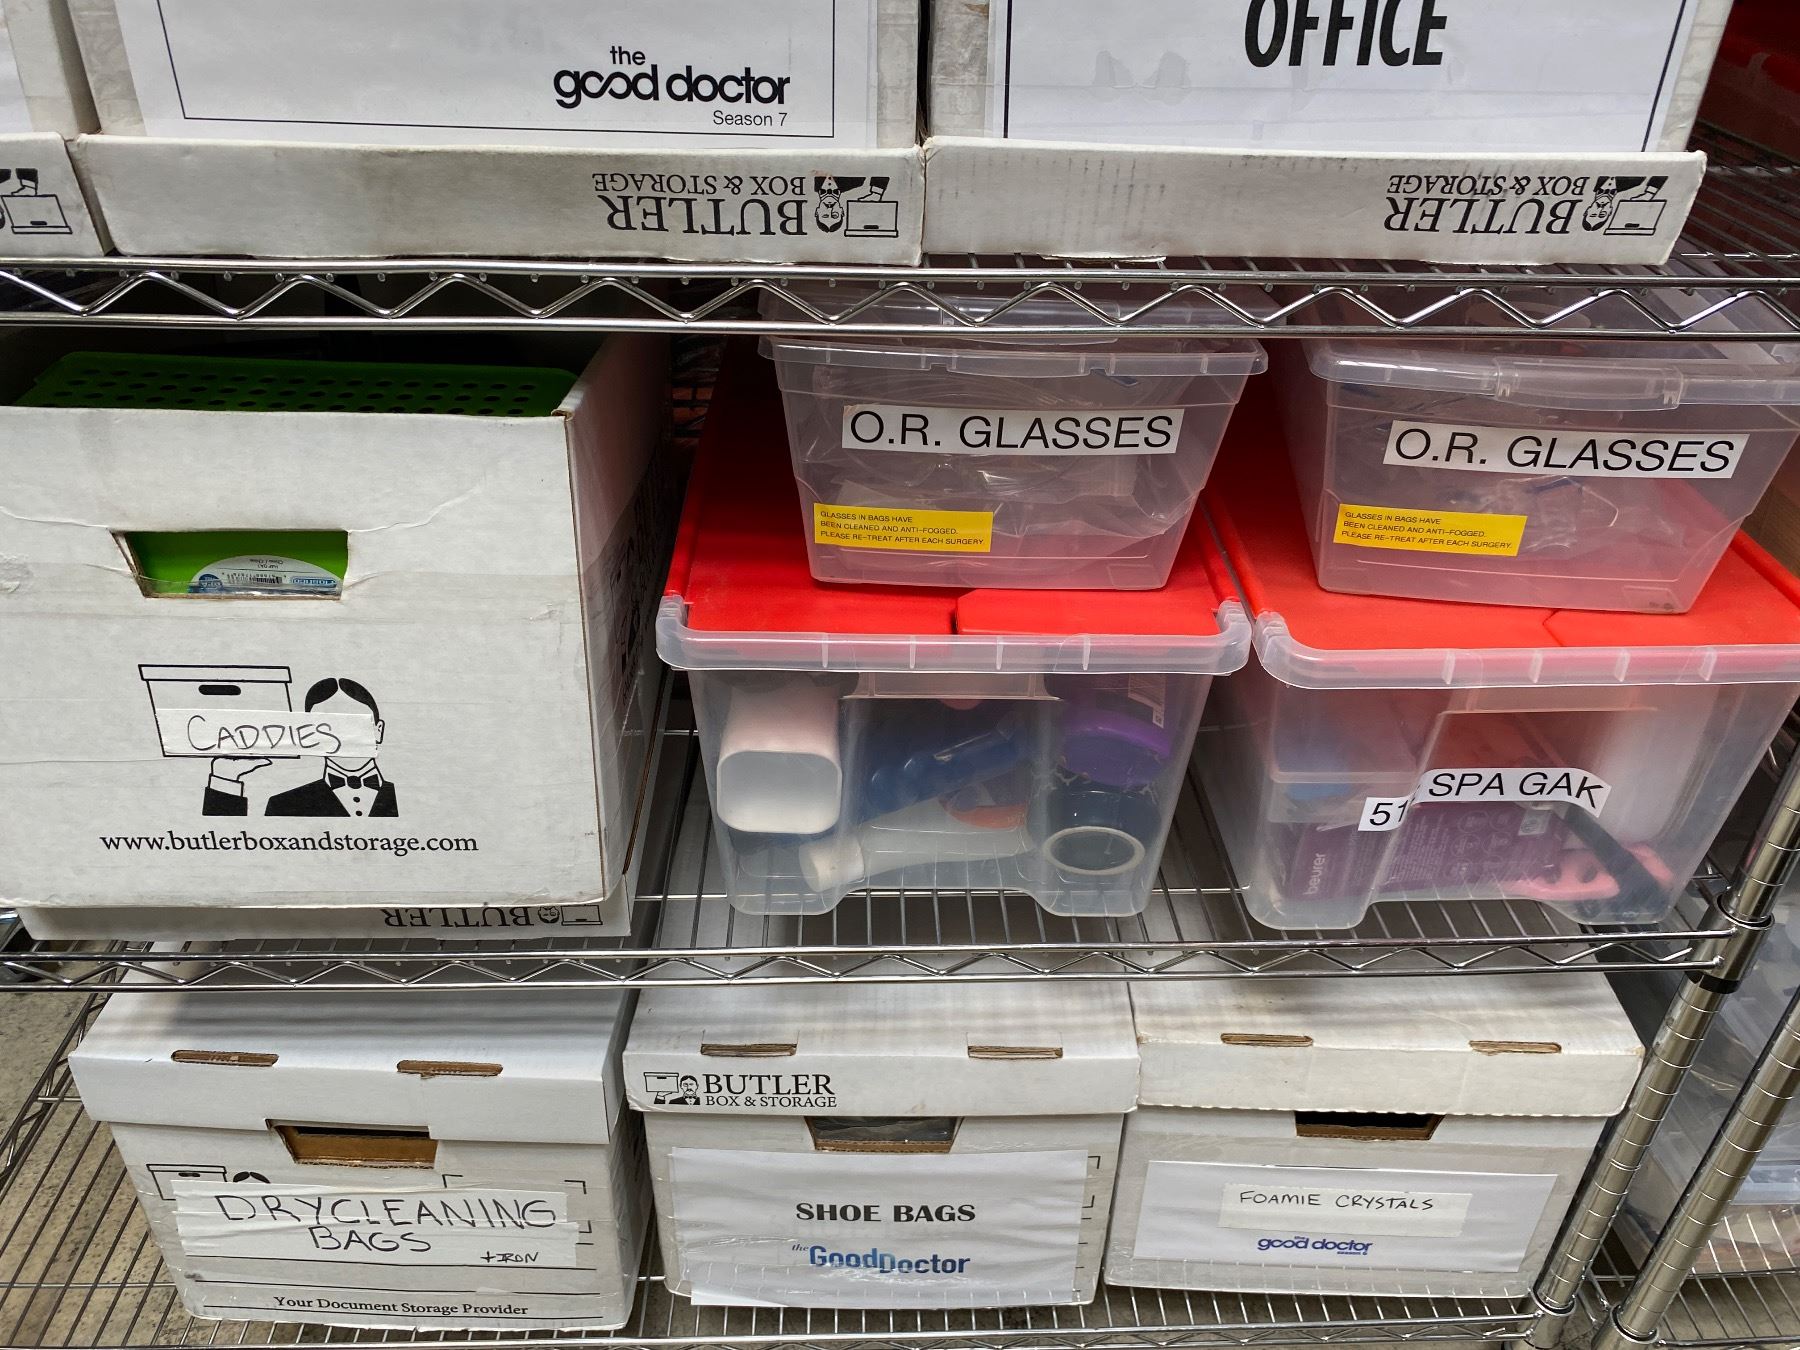 the
good doctor
Season 7
OFFICE
BUTLER
BOX & STORAGE
BUTLER
BOX & STORAGE
O.R. GLASSES
GLASSES IN BAGS HAVE
BEEN CLEANED AND ANTI-FOGGED.
PLEASE RE-TREAT AFTER EACH SURGERY.
O.R. GLASSES
GLASSES IN BAGS HAVE
BEEN CLEANED AND ANTI-FOGGED.
PLEASE RE-TREAT AFTER EACH SURGERY.
CADDIES
www.butlerboxandstorage.com
BUTLER
51
SPA GAK
beurer
DRYCLEANING
BAGS
+IRON
Your Document Storage Provider
BUTLER
BOX & STORAGE
SHOE BAGS
the GoodDoctor
FOAMIE CRYSTALS
the
good doctor